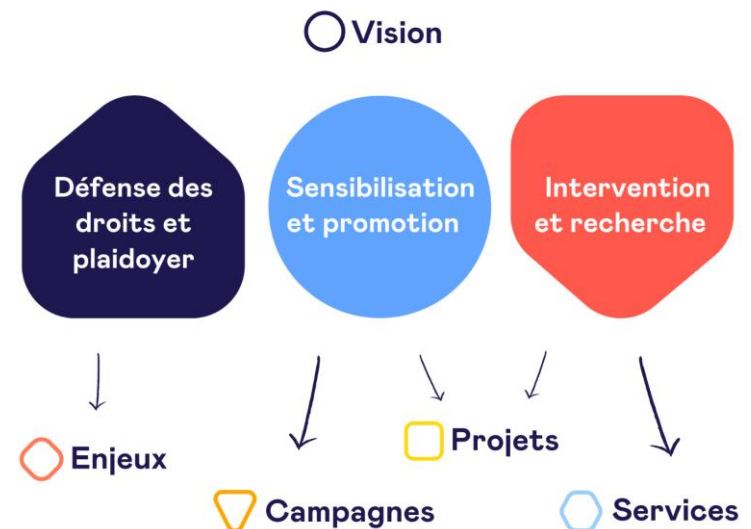 Vision
Défense des
droits et
plaidoyer
Sensibilisation
et promotion
Intervention
et recherche
Enjeux
Projets
Campagnes
Services